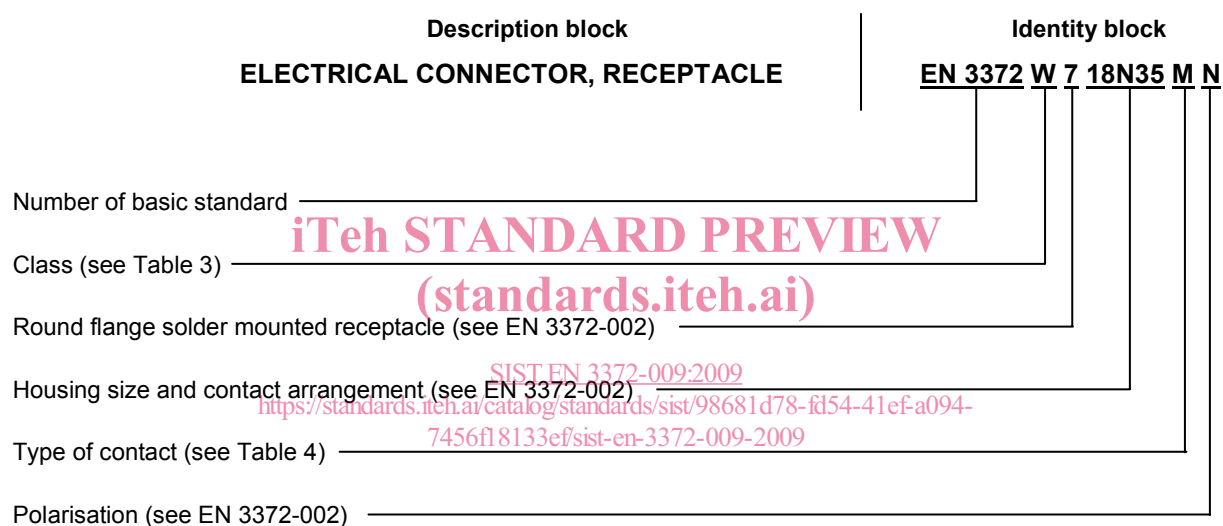 Description block
Identity block
ELECTRICAL CONNECTOR, RECEPTACLE
EN 3372 W 7 18N35 M N
Number of basic standard
iTeh STANDARD PREVIEW
Class (see Table 3)
(standards.iteh.ai)
Round flange solder mounted receptacle (see EN 3372-002)
SIST EN 3372-009:2009
Housing size and contact arrangement (see EN 3372-002)
https://standards.iteh.ai/catalog/standards/sist/98681d78-fd54-41ef-a094-
7456f18133ef/sist-en-3372-009-2009
Type of contact (see Table 4)
Polarisation (see EN 3372-002)